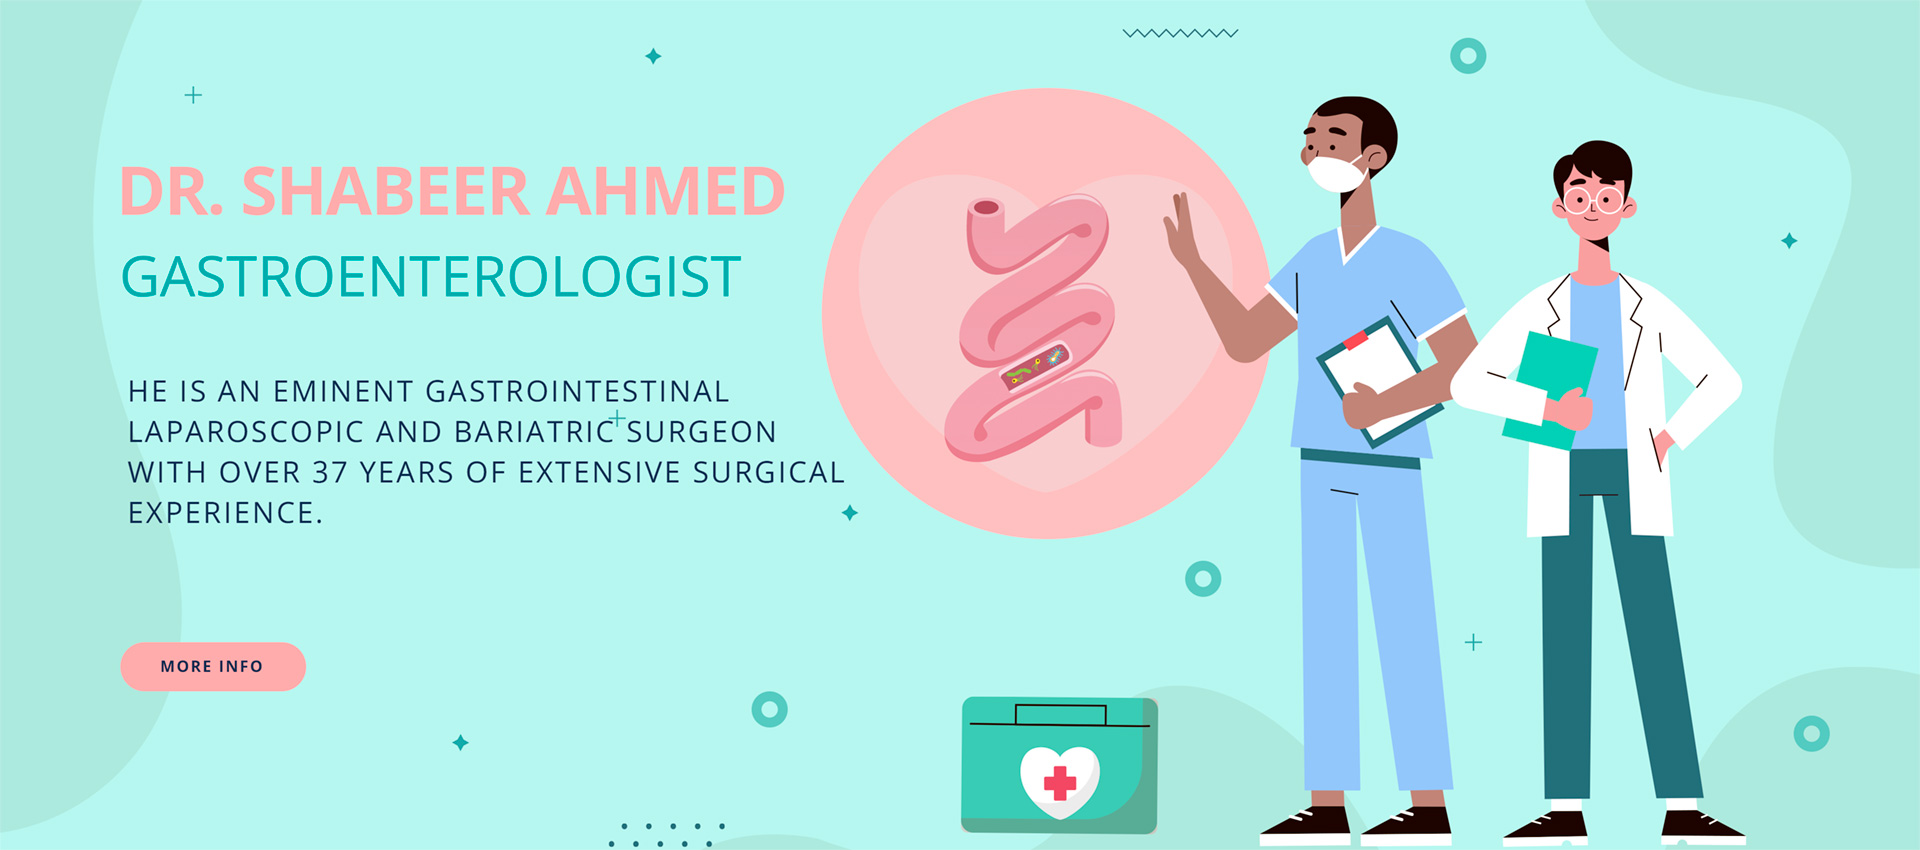 DR. SHABEER AHMED
GASTROENTEROLOGIST
HE IS AN EMINENT GASTROINTESTINAL
LAPAROSCOPIC AND BARIATRIC SURGEON
WITH OVER 37 YEARS OF EXTENSIVE SURGICAL
EXPERIENCE.
MORE INFO